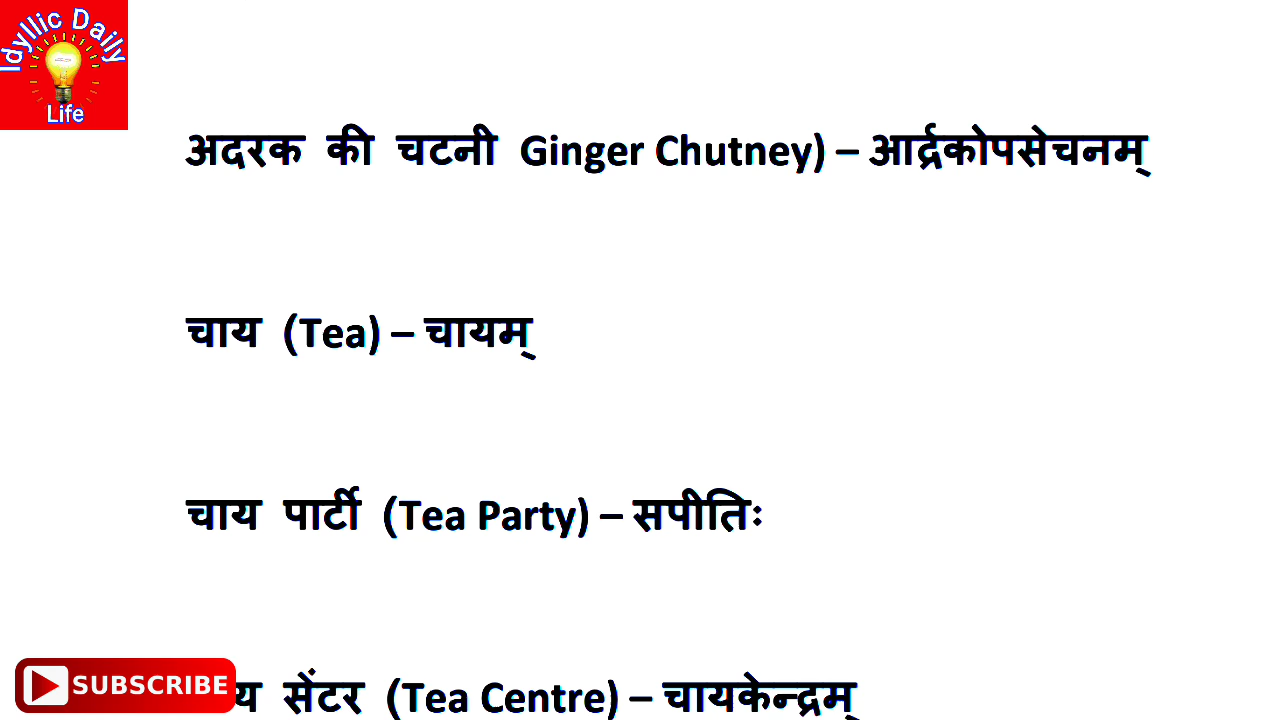 Idyllic Daily
Life
अदरक की चटनी Ginger Chutney) – आर्द्रकोपसेचनम्
चाय (Tea) – चायम्
चाय पार्टी (Tea Party) – सपीतिः
सेंटर (Tea Centre) – चायकेन्द्रम्
SUBSCRIBE